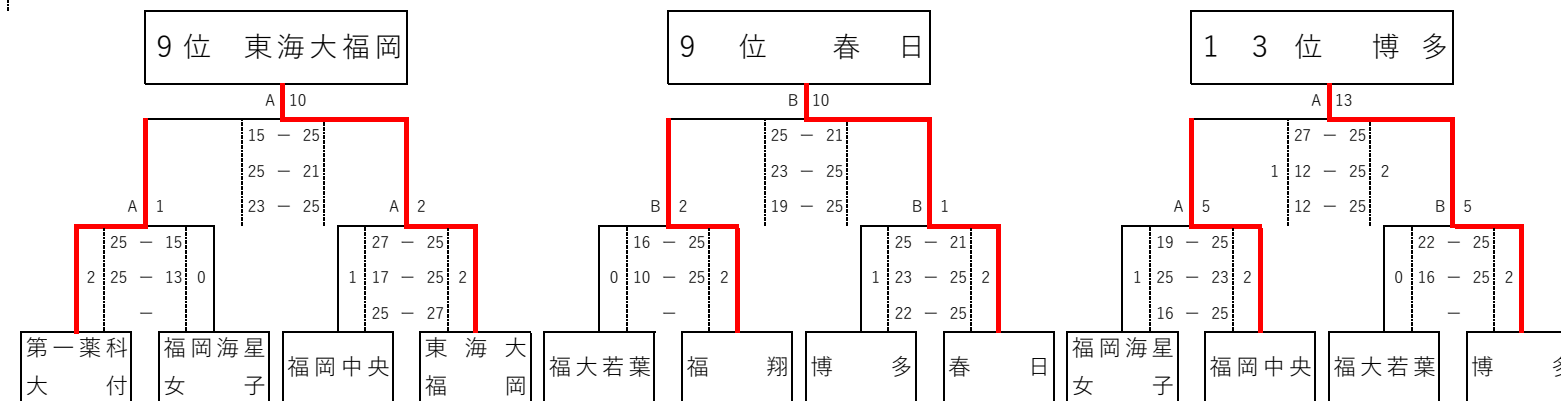 9位　東海大福岡
9　位　春　日
1　3　位　博　多
A 10
B 10
A 13
15 － 25
25 － 21
27 － 25
25 － 21
23 － 25
1 12 － 25 2
23 － 25
19 － 25
12 － 25
A 1
A 2
B 2
B 1
A 5
B 5
25 － 15
27 － 25
16 － 25
25 － 21
19 － 25
22 － 25
2 25 － 13 0
1 17 － 25 2
0 10 － 25 2
1 23 － 25 2
1 25 － 23 2
0 16 － 25 2
－
25 － 27
－
22 － 25
16 － 25
－
第一薬科
大　付
福岡海星
女　子
福岡中央
東　海　大
福　岡
福大若葉
福　翔
博　多
春　日
福岡海星
女　子
福岡中央
福大若葉
博　多